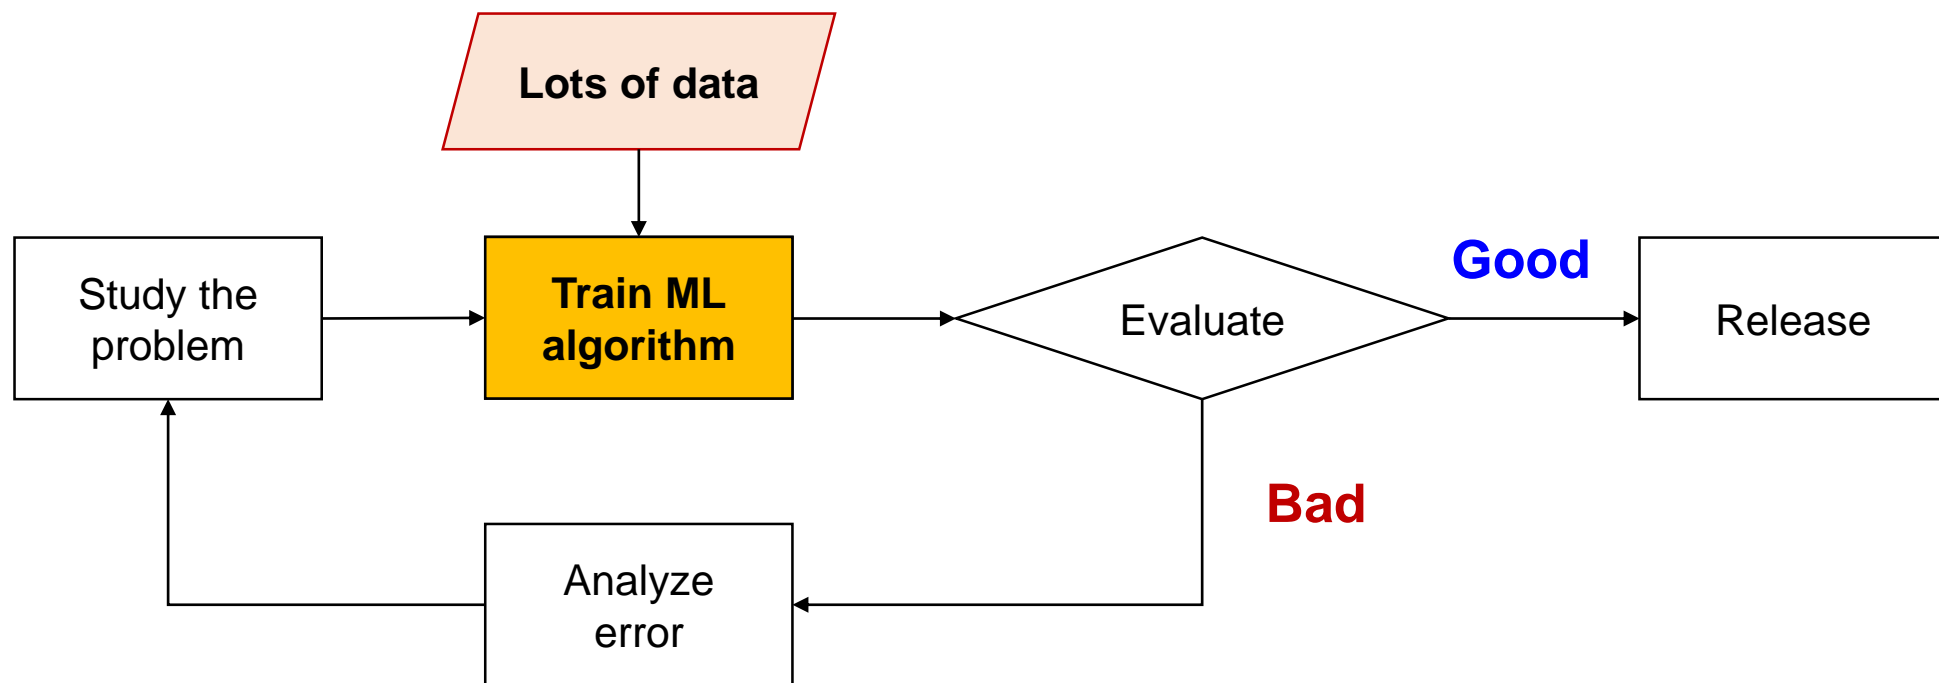 Lots of data
Study the
problem
Train ML
algorithm
Evaluate
Good
Release
Bad
Analyze
error